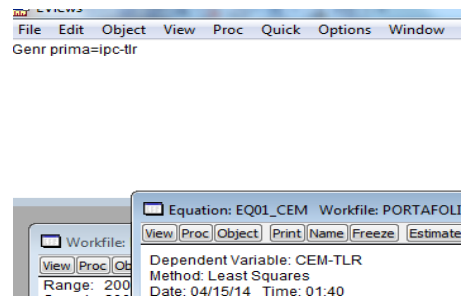 EViews
File Edit Object View Proc Quick Options Window
Genr prima=ipc-tlr
Equation: EQ01_CEM Workfile: PORTAFOLI
View Proc Object Print Name Freeze Estimate
Workfile:
View Proc Ob
Dependent Variable: CEM-TLR
Method: Least Squares
Date: 04/15/14 Time: 01:40
Range: 200